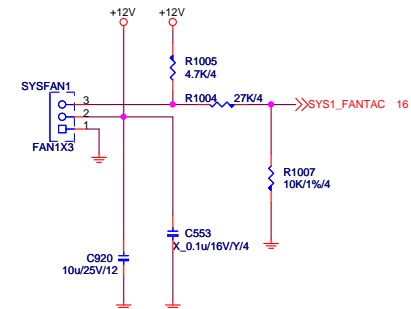 +12V +12V
R1005
4.7K/4
SYSFAN1
3
R1004 27K/4
SYS1_FANTAC 16
2
1
FAN1X3
R1007
10K/1%/4
C553
X_0.1u/16V/Y/4
C920
10u/25V/12